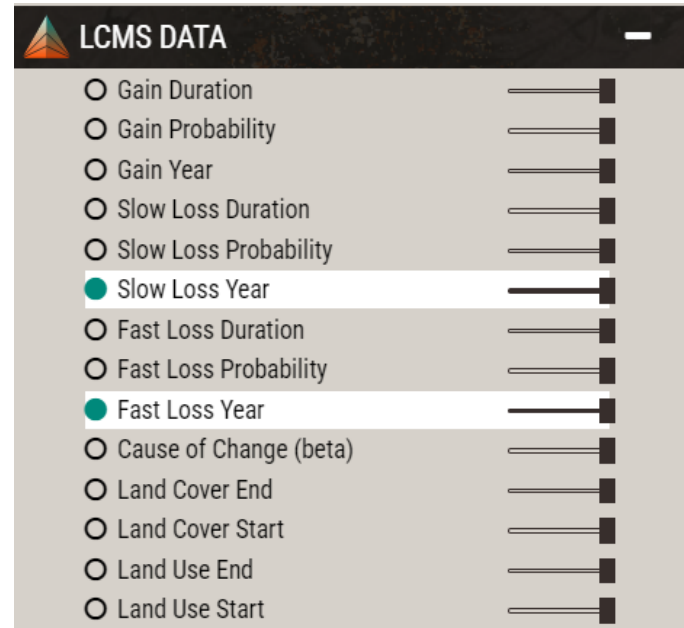 LCMS DATA
Gain Duration
Gain Probability
Gain Year
Slow Loss Duration
Slow Loss Probability
Slow Loss Year
Fast Loss Duration
Fast Loss Probability
Fast Loss Year
Cause of Change (beta)
Land Cover End
Land Cover Start
Land Use End
Land Use Start